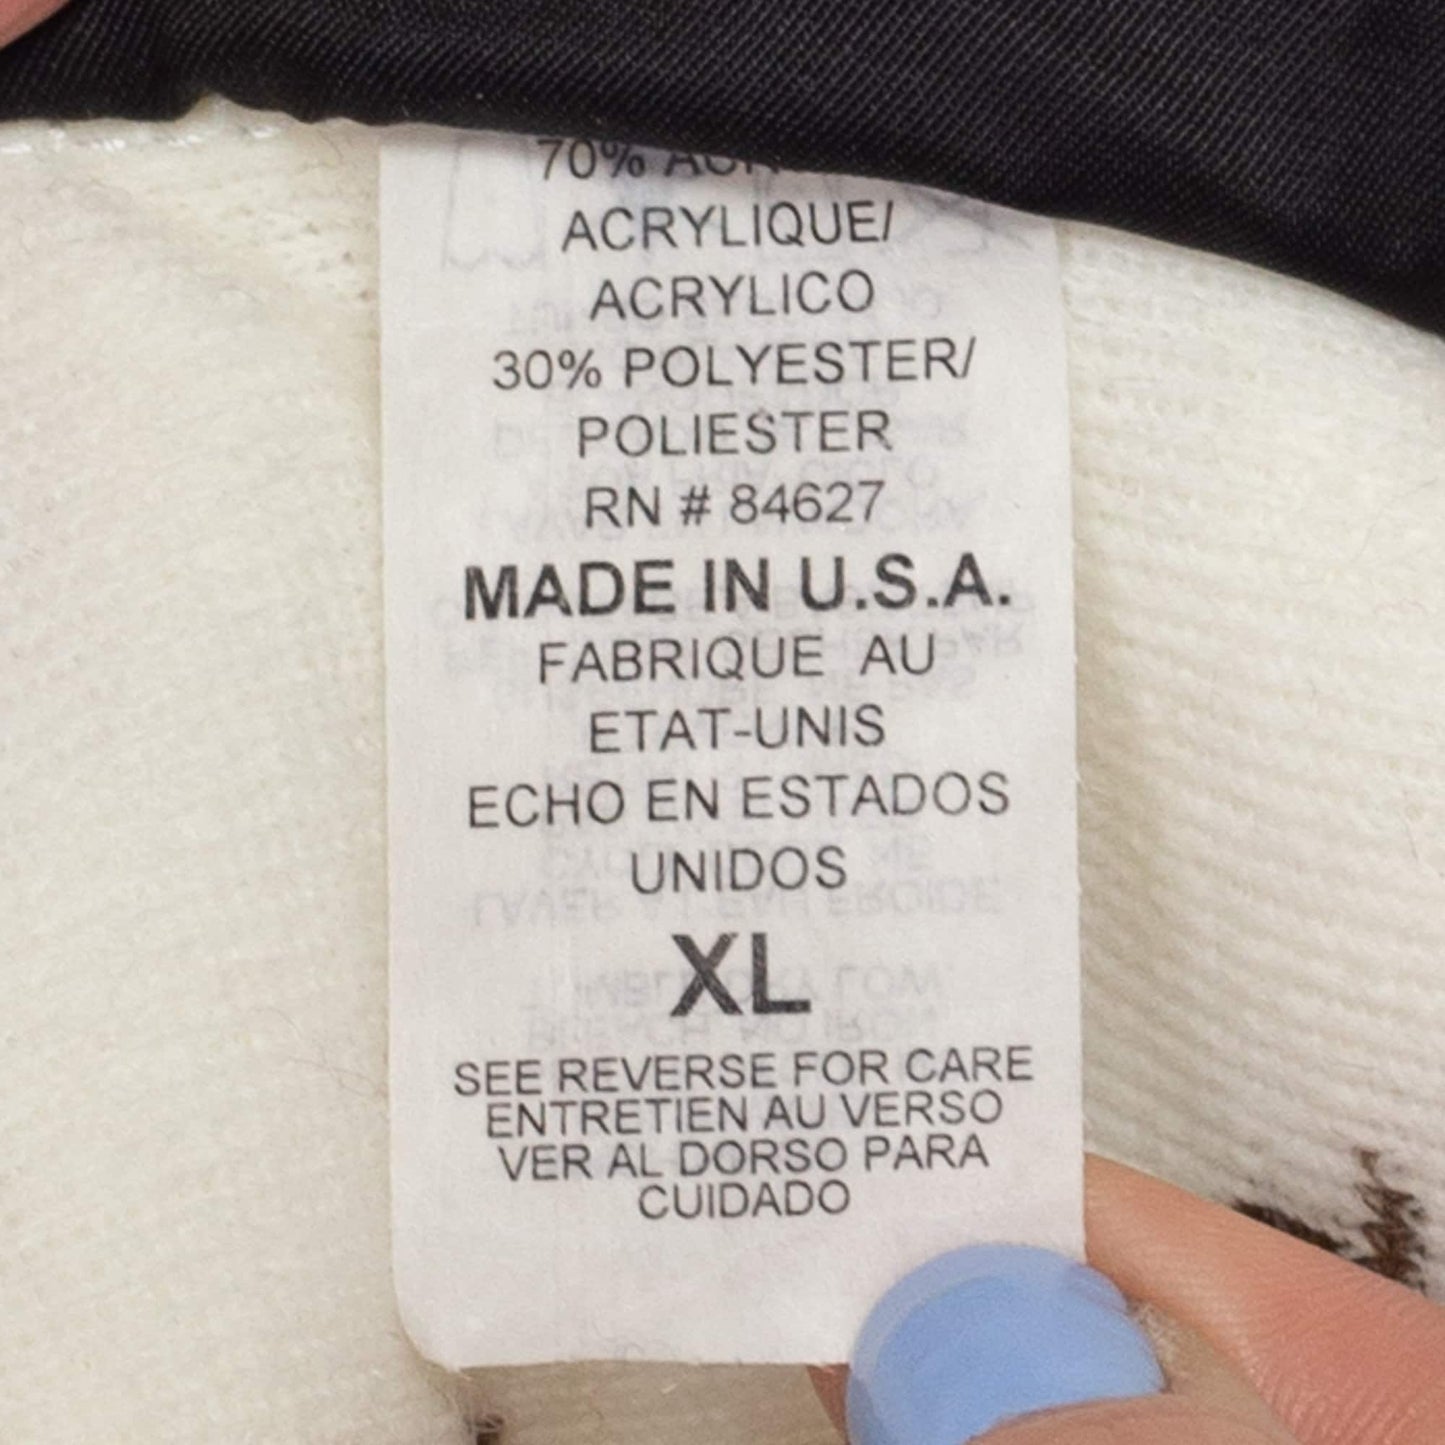 70%
ACRYLIQUE/
ACRYLICO
30% POLYESTER/
POLIESTER
RN # 84627
MADE IN U.S.A.
FABRIQUE AU
ETAT-UNIS
ECHO EN ESTADOS
UNIDOS
XL
SEE REVERSE FOR CARE
ENTRETIEN AU VERSO
VER AL DORSO PARA
CUIDADO